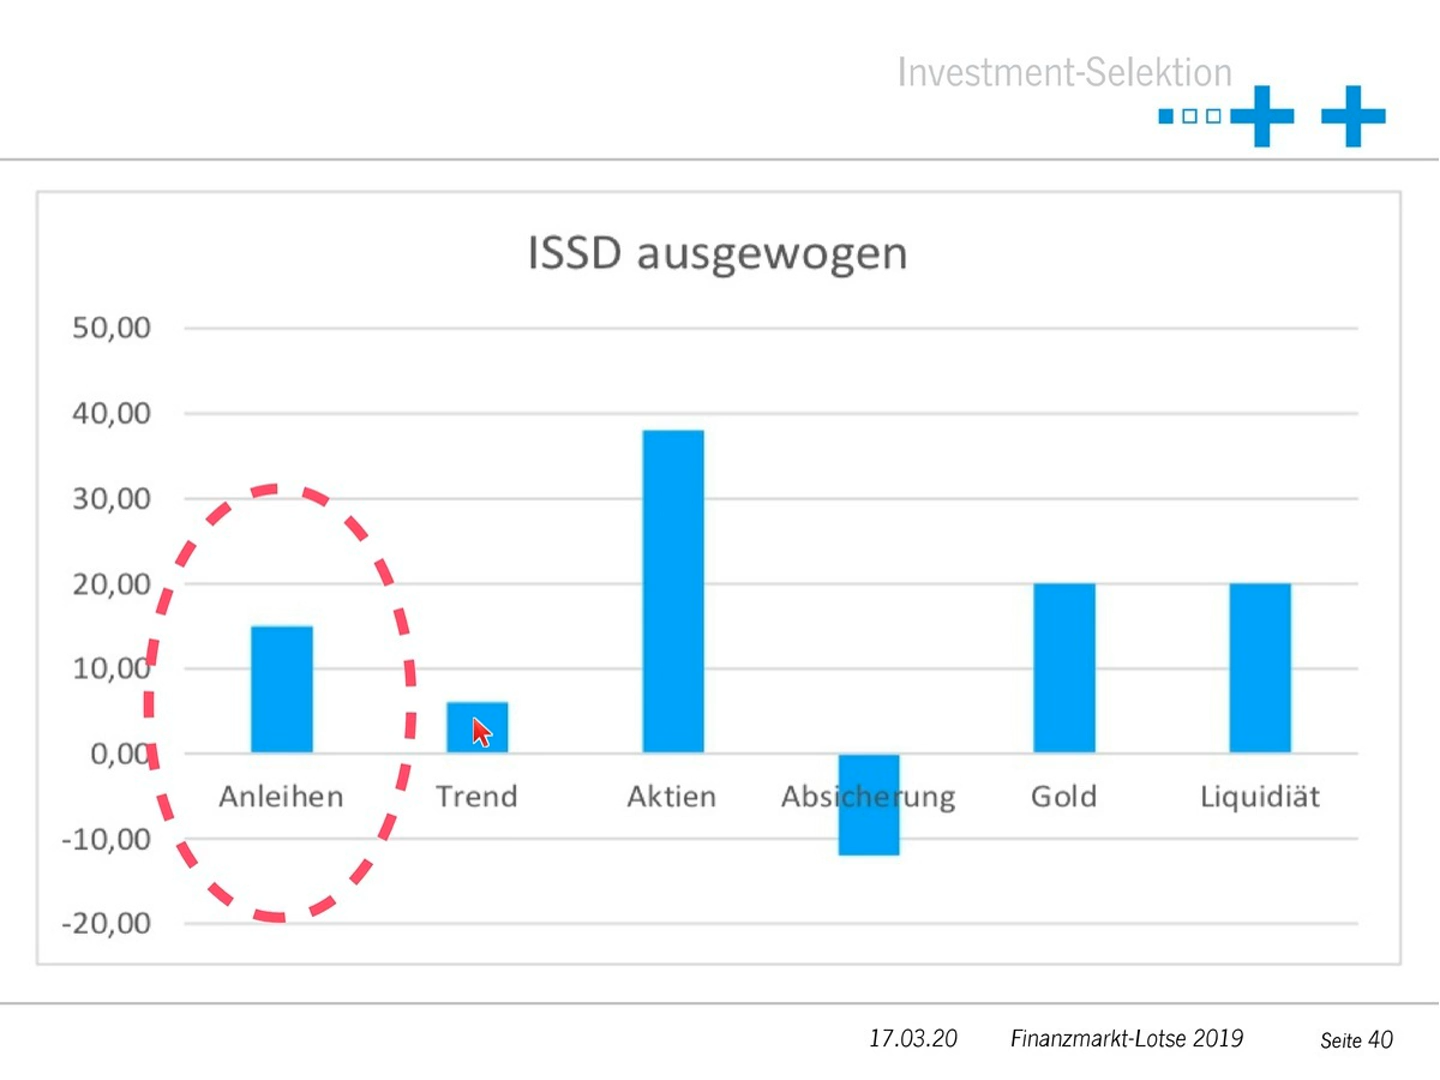 Investment-Selektion
ISSD ausgewogen
50,00
40,00
30,00
20,00
10,00
0,00
-10,00
-20,00
Anleihen Trend Aktien Absicherung Gold Liquidiät
17.03.20 Finanzmarkt-Lotse 2019 Seite 40